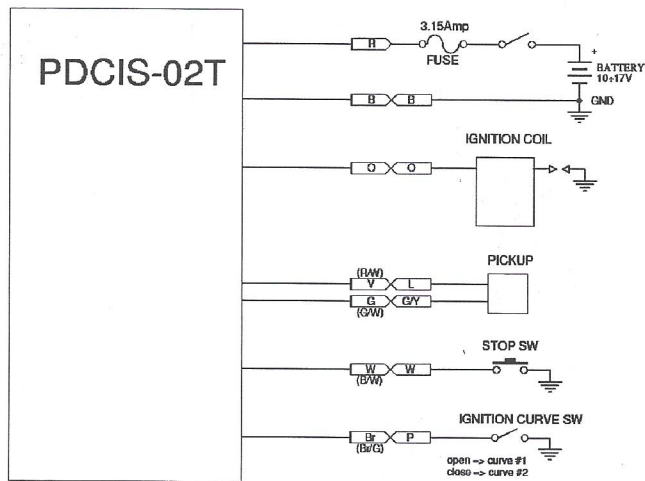 PDCIS-02T
3.15Amp
FUSE
R
+
BATTERY
10÷17V
B B
GND
IGNITION COIL
O O
PICKUP
(R/W)
V L
G G/Y
(G/W)
STOP SW
W W
(B/W)
IGNITION CURVE SW
Br P
(Br/G)
open –> curve #1
close –> curve #2